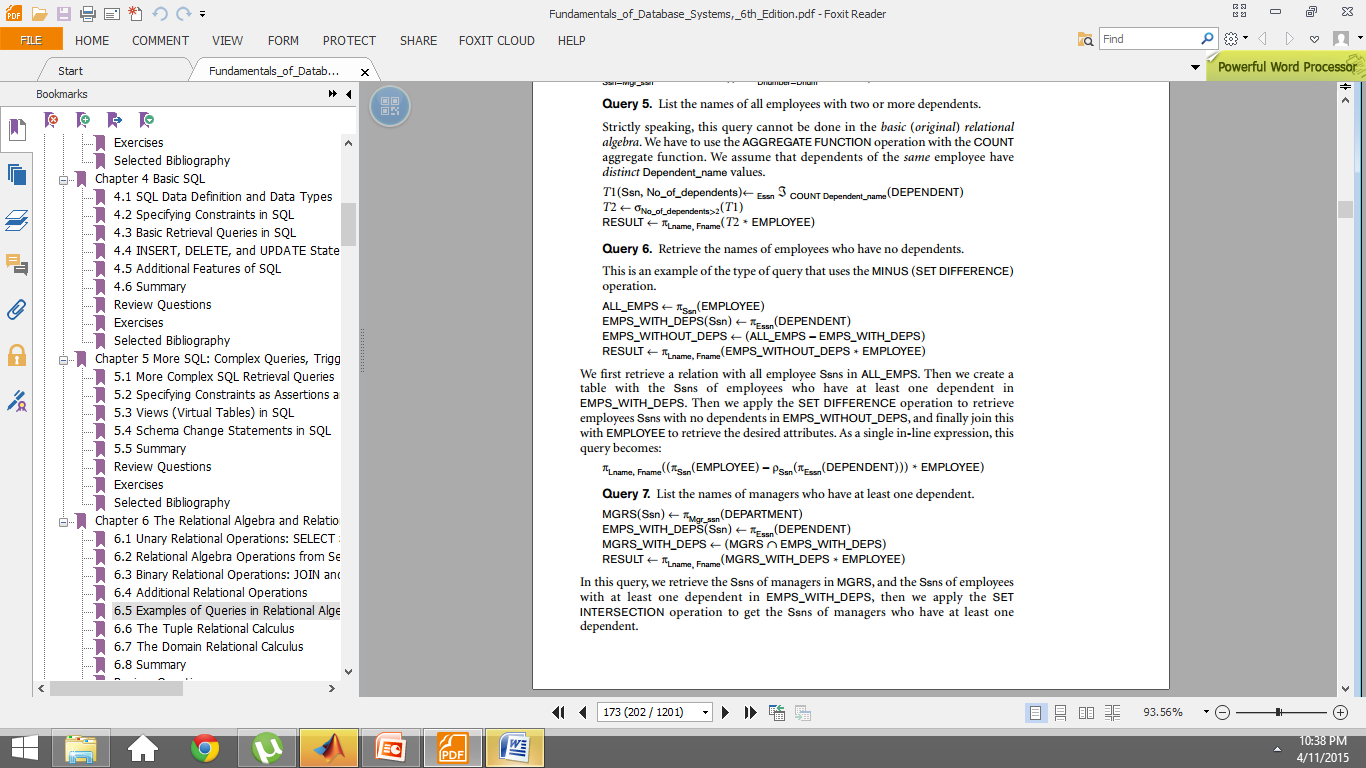 Fundamentals_of_Database_Systems,_6th_Edition.pdf - Foxit Reader
FILE HOME COMMENT VIEW FORM PROTECT SHARE FOXIT CLOUD HELP Find
Start Fundamentals_of_Datab... Powerful Word Processor
Bookmarks
Exercises
Selected Bibliography
Chapter 4 Basic SQL
4.1 SQL Data Definition and Data Types
4.2 Specifying Constraints in SQL
4.3 Basic Retrieval Queries in SQL
4.4 INSERT, DELETE, and UPDATE State
4.5 Additional Features of SQL
4.6 Summary
Review Questions
Exercises
Selected Bibliography
Chapter 5 More SQL: Complex Queries, Trigg
5.1 More Complex SQL Retrieval Queries
5.2 Specifying Constraints as Assertions a
5.3 Views (Virtual Tables) in SQL
5.4 Schema Change Statements in SQL
5.5 Summary
Review Questions
Exercises
Selected Bibliography
Chapter 6 The Relational Algebra and Relatio
6.1 Unary Relational Operations: SELECT
6.2 Relational Algebra Operations from Se
6.3 Binary Relational Operations: JOIN and
6.4 Additional Relational Operations
6.5 Examples of Queries in Relational Alge
6.6 The Tuple Relational Calculus
6.7 The Domain Relational Calculus
6.8 Summary
Query 5. List the names of all employees with two or more dependents.
Strictly speaking, this query cannot be done in the basic (original) relational
algebra. We have to use the AGGREGATE FUNCTION operation with the COUNT
aggregate function. We assume that dependents of the same employee have
distinct Dependent_name values.
T1(Ssn, No_of_dependents)← Essn ℑ COUNT Dependent_name(DEPENDENT)
T2 ← σNo_of_dependents>2(T1)
RESULT ← πLname, Fname(T2 * EMPLOYEE)
Query 6. Retrieve the names of employees who have no dependents.
This is an example of the type of query that uses the MINUS (SET DIFFERENCE)
operation.
ALL_EMPS ← πSsn(EMPLOYEE)
EMPS_WITH_DEPS(Ssn) ← πEssn(DEPENDENT)
EMPS_WITHOUT_DEPS ← (ALL_EMPS – EMPS_WITH_DEPS)
RESULT ← πLname, Fname(EMPS_WITHOUT_DEPS * EMPLOYEE)
We first retrieve a relation with all employee Ssns in ALL_EMPS. Then we create a
table with the Ssns of employees who have at least one dependent in
EMPS_WITH_DEPS. Then we apply the SET DIFFERENCE operation to retrieve
employees Ssns with no dependents in EMPS_WITHOUT_DEPS, and finally join this
with EMPLOYEE to retrieve the desired attributes. As a single in-line expression, this
query becomes:
πLname, Fname((πSsn(EMPLOYEE) – ρSsn(πEssn(DEPENDENT))) * EMPLOYEE)
Query 7. List the names of managers who have at least one dependent.
MGRS(Ssn) ← πMgr_ssn(DEPARTMENT)
EMPS_WITH_DEPS(Ssn) ← πEssn(DEPENDENT)
MGRS_WITH_DEPS ← (MGRS ∩ EMPS_WITH_DEPS)
RESULT ← πLname, Fname(MGRS_WITH_DEPS * EMPLOYEE)
In this query, we retrieve the Ssns of managers in MGRS, and the Ssns of employees
with at least one dependent in EMPS_WITH_DEPS, then we apply the SET
INTERSECTION operation to get the Ssns of managers who have at least one
dependent.
173 (202 / 1201) 93.56%
10:38 PM
4/11/2015